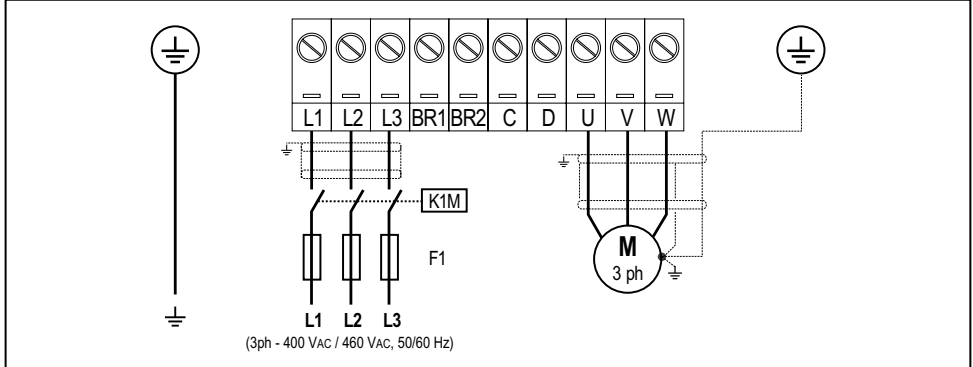 L1 L2 L3 BR1 BR2 C D U V W
K1M
F1
M
3 ph
L1 L2 L3
(3ph - 400 VAC / 460 VAC, 50/60 Hz)